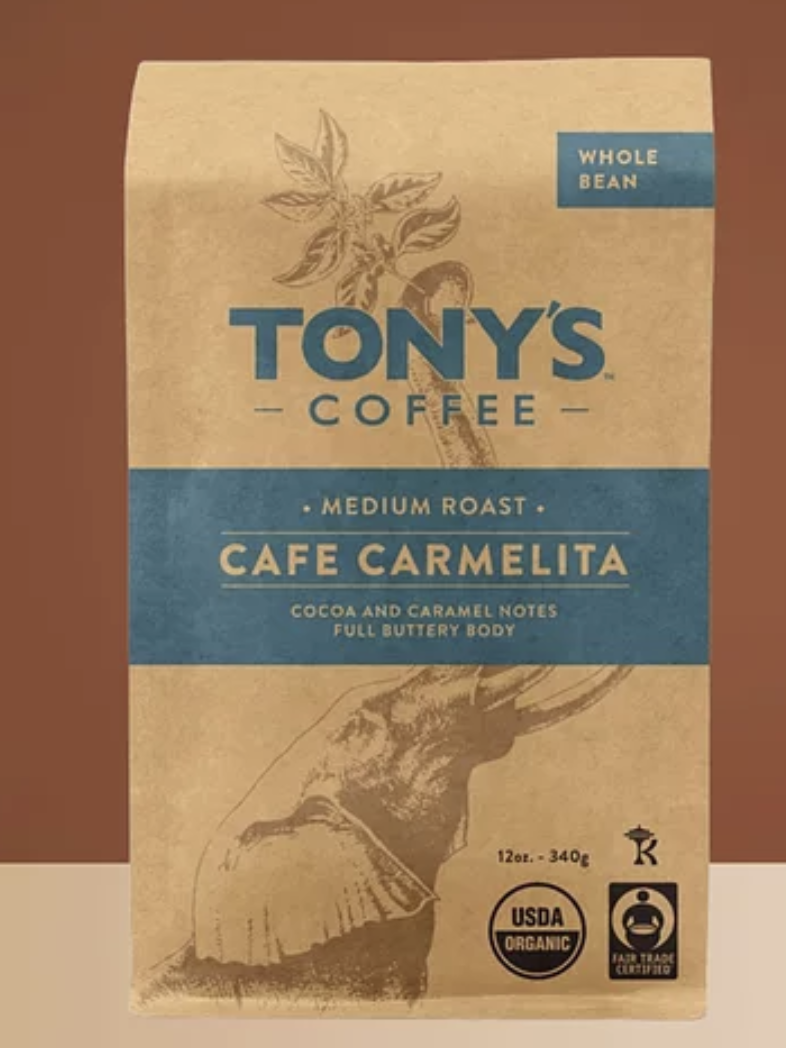 WHOLE
BEAN
TONY'S™
— COFFEE —
• MEDIUM ROAST •
CAFE CARMELITA
COCOA AND CARAMEL NOTES
FULL BUTTERY BODY
12oz. - 340g
K
USDA
ORGANIC
FAIR TRADE
CERTIFIED